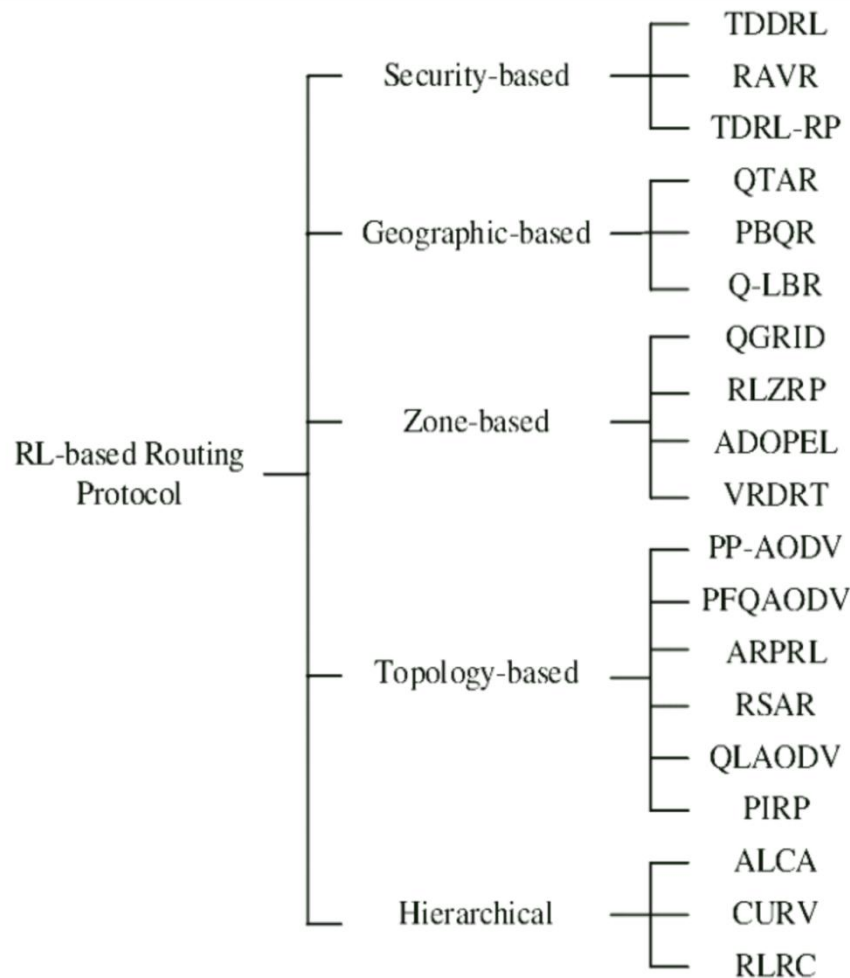 RL-based Routing
Protocol
Security-based
TDDRL
RAVR
TDRL-RP
Geographic-based
QTAR
PBQR
Q-LBR
Zone-based
QGRID
RLZRP
ADOPEL
VRDRT
Topology-based
PP-AODV
PFQAODV
ARPRL
RSAR
QLAODV
PIRP
Hierarchical
ALCA
CURV
RLRC